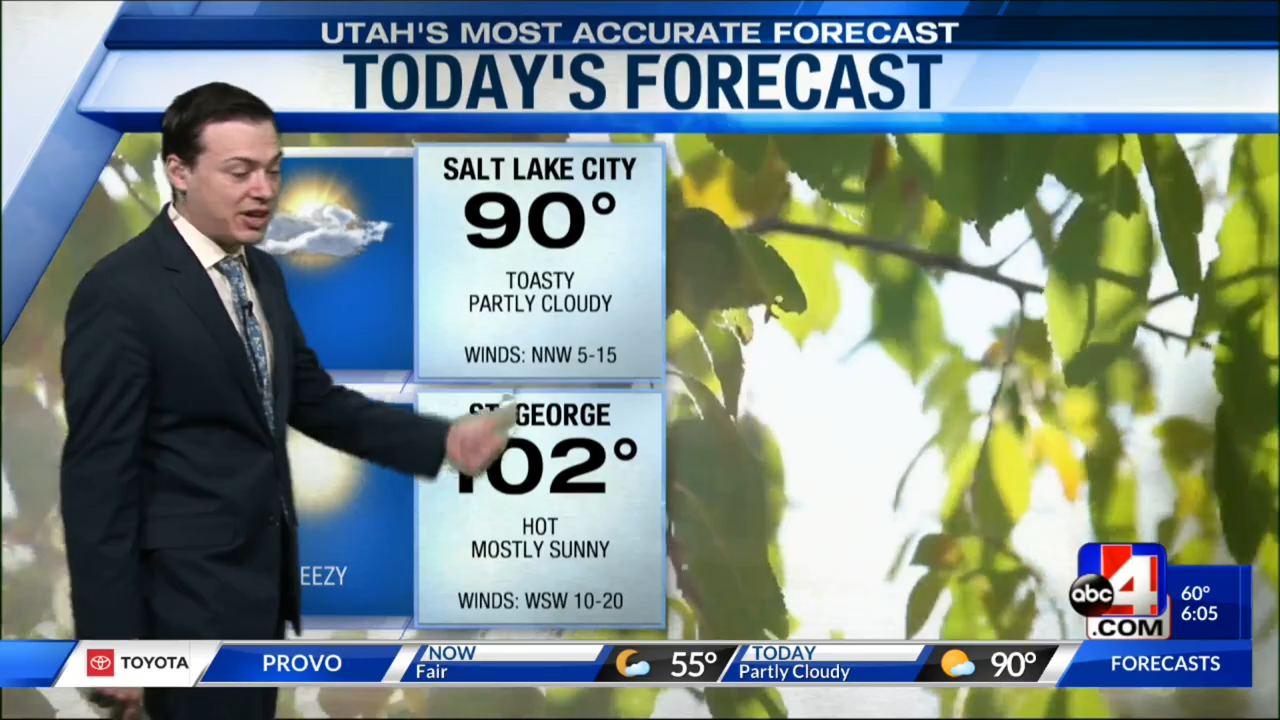 UTAH'S MOST ACCURATE FORECAST
TODAY'S FORECAST
SALT LAKE CITY
90°
TOASTY
PARTLY CLOUDY
WINDS: NNW 5-15
GEORGE
02°
HOT
MOSTLY SUNNY
WINDS: WSW 10-20
EEZY
abc 4
.COM
60°
6:05
TOYOTA
PROVO
NOW
Fair
55°
TODAY
Partly Cloudy
90°
FORECASTS